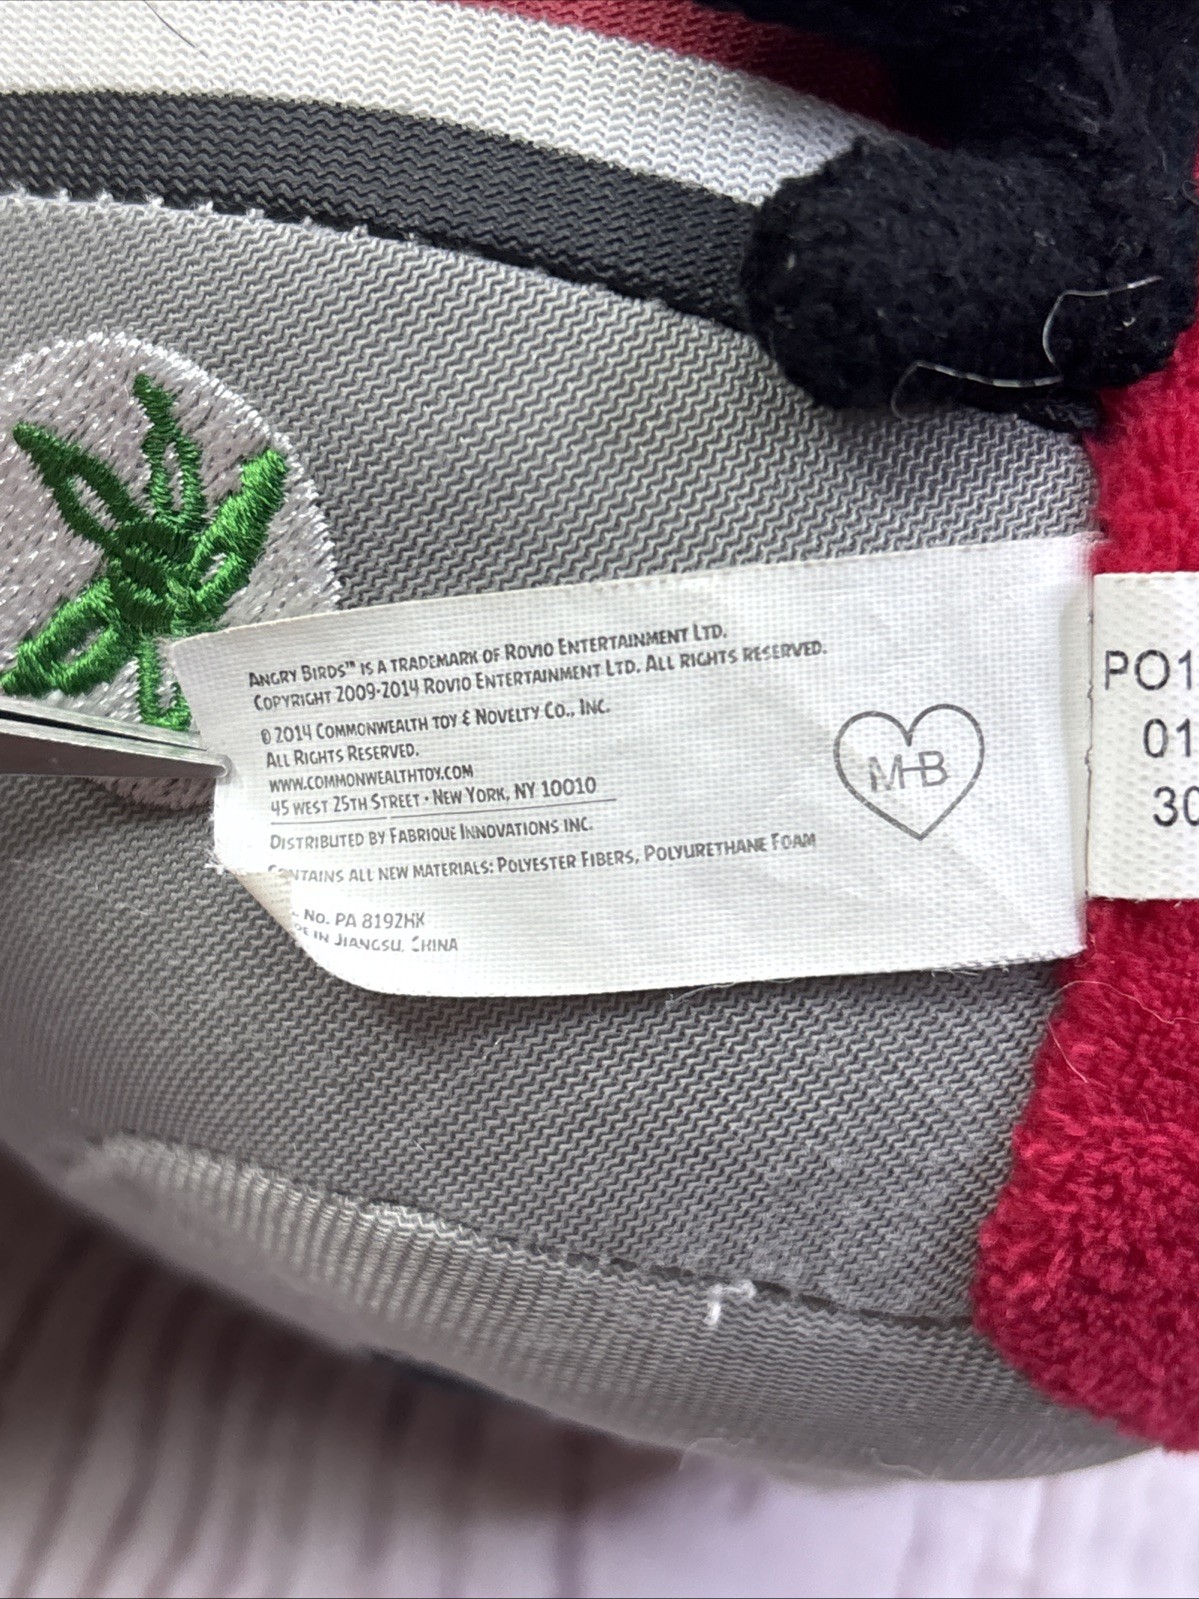 ANGRY BIRDS™ IS A TRADEMARK OF ROVIO ENTERTAINMENT LTD.
COPYRIGHT 2009-2014 ROVIO ENTERTAINMENT LTD. ALL RIGHTS RESERVED.
© 2014 COMMONWEALTH TOY & NOVELTY CO., INC.
ALL RIGHTS RESERVED.
WWW.COMMONWEALTHTOY.COM
45 WEST 25TH STREET • NEW YORK, NY 10010
DISTRIBUTED BY FABRIQUE INNOVATIONS INC.
CONTAINS ALL NEW MATERIALS: POLYESTER FIBERS, POLYURETHANE FOAM
No. PA 8192HK
IN JIANGSU, CHINA
M-B
PO1
01
30